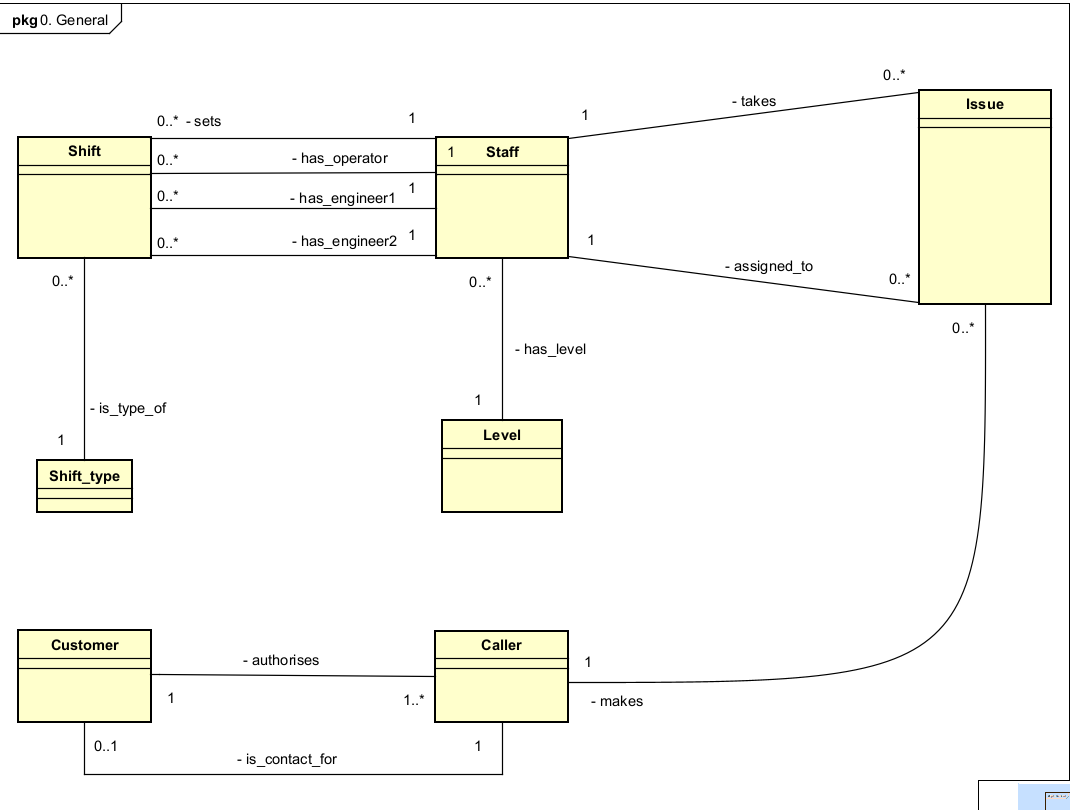 pkg 0. General
0..*
- takes
Issue
1
0..* - sets
1
Shift
0..*
- has_operator
1
Staff
0..*
- has_engineer1
1
0..*
- has_engineer2
1
1
- assigned_to
0..*
0..*
0..*
0..*
- has_level
1
- is_type_of
1
Level
Shift_type
Customer
- authorises
Caller
1
1
1..*
- makes
0..1
- is_contact_for
1